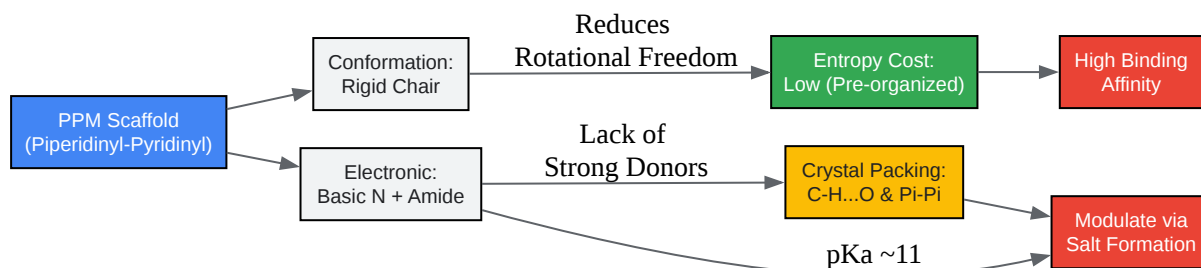 PPM Scaffold
(Piperidinyl-Pyridinyl)
Conformation:
Rigid Chair
Reduces
Rotational Freedom
Entropy Cost:
Low (Pre-organized)
High Binding
Affinity
Electronic:
Basic N + Amide
Lack of
Strong Donors
Crystal Packing:
C-H...O & Pi-Pi
pKa ~11
Modulate via
Salt Formation